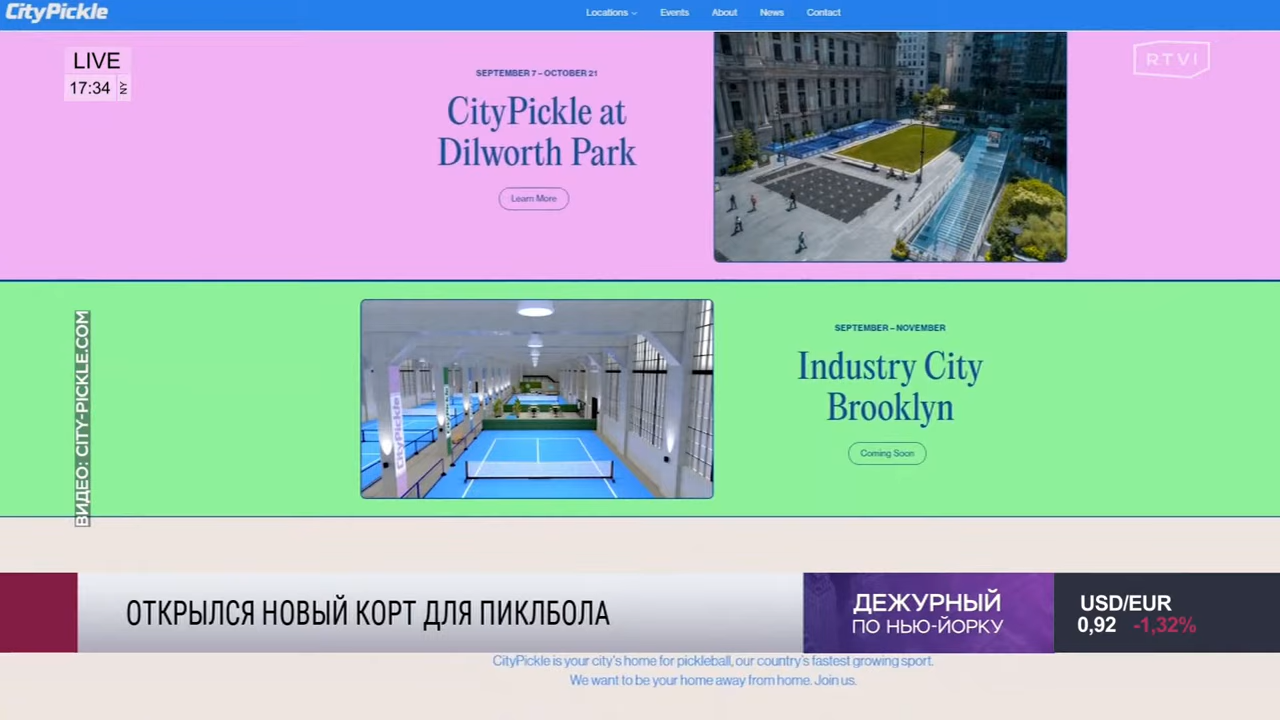 CityPickle
Locations Events About News Contact
LIVE
17:34 NY
RTVI
SEPTEMBER 7 – OCTOBER 21
CityPickle at
Dilworth Park
Learn More
CityPickle
SEPTEMBER – NOVEMBER
Industry City
Brooklyn
Coming Soon
ВИДЕО: CITY-PICKLE.COM
ОТКРЫЛСЯ НОВЫЙ КОРТ ДЛЯ ПИКЛБОЛА
ДЕЖУРНЫЙ
ПО НЬЮ-ЙОРКУ
USD/EUR
0,92 -1,32%
CityPickle is your city's home for pickleball, our country's fastest growing sport.
We want to be your home away from home. Join us.